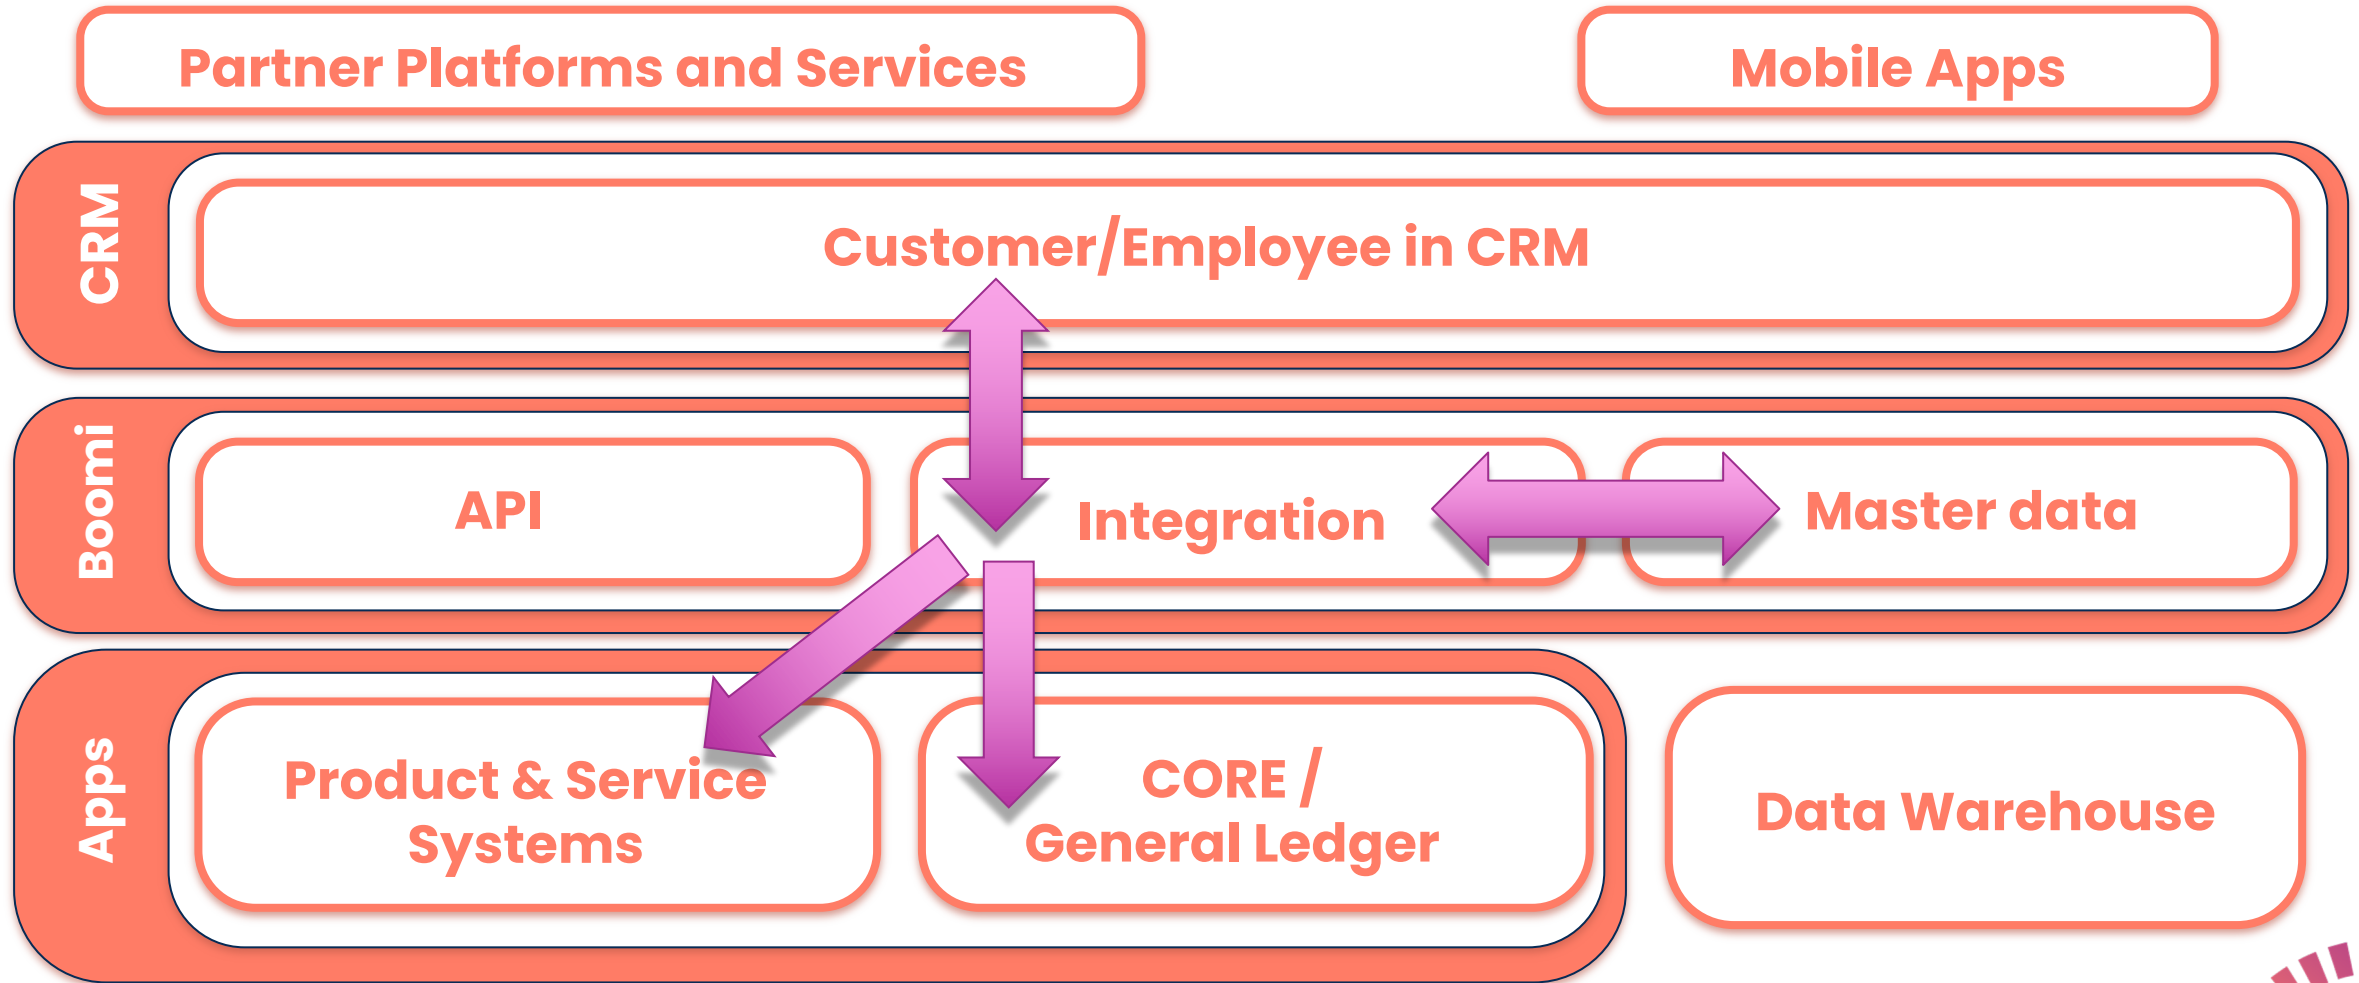 Partner Platforms and Services
Mobile Apps
CRM
Customer/Employee in CRM
Boomi
API
Integration
Master data
Apps
Product & Service
Systems
CORE /
General Ledger
Data Warehouse